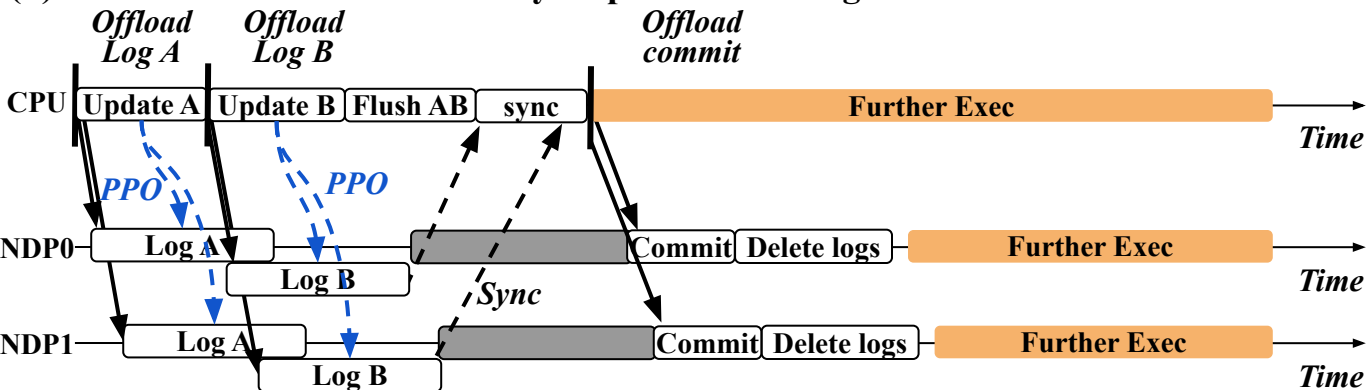 Offload
Log A
Offload
Log B
Offload
commit
CPU
Update A
Update B
Flush AB
sync
Further Exec
Time
PPO
PPO
NDP0
Log A
Commit
Delete logs
Further Exec
Log B
Time
Sync
NDP1
Log A
Commit
Delete logs
Further Exec
Log B
Time